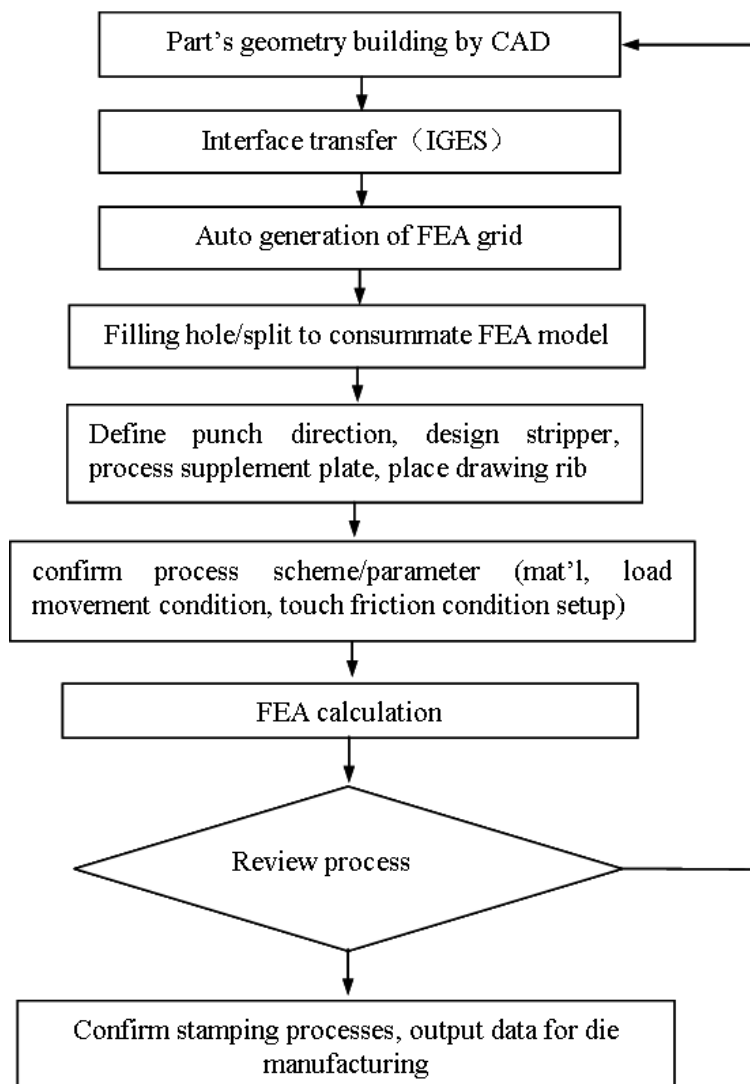 Part’s geometry building by CAD
Interface transfer（IGES）
Auto generation of FEA grid
Filling hole/split to consummate FEA model
Define punch direction, design stripper,
process supplement plate, place drawing rib
confirm process scheme/parameter (mat’l, load
movement condition, touch friction condition setup)
FEA calculation
Review process
Confirm stamping processes, output data for die
manufacturing